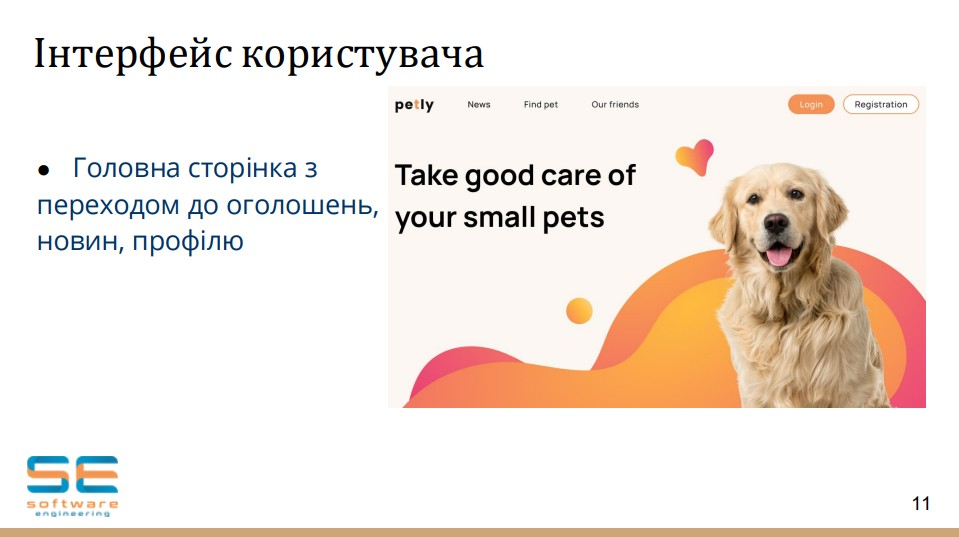 Інтерфейс користувача
● Головна сторінка з
переходом до оголошень,
новин, профілю
petly
News
Find pet
Our friends
Login
Registration
Take good care of
your small pets
SE
software
engineering
11